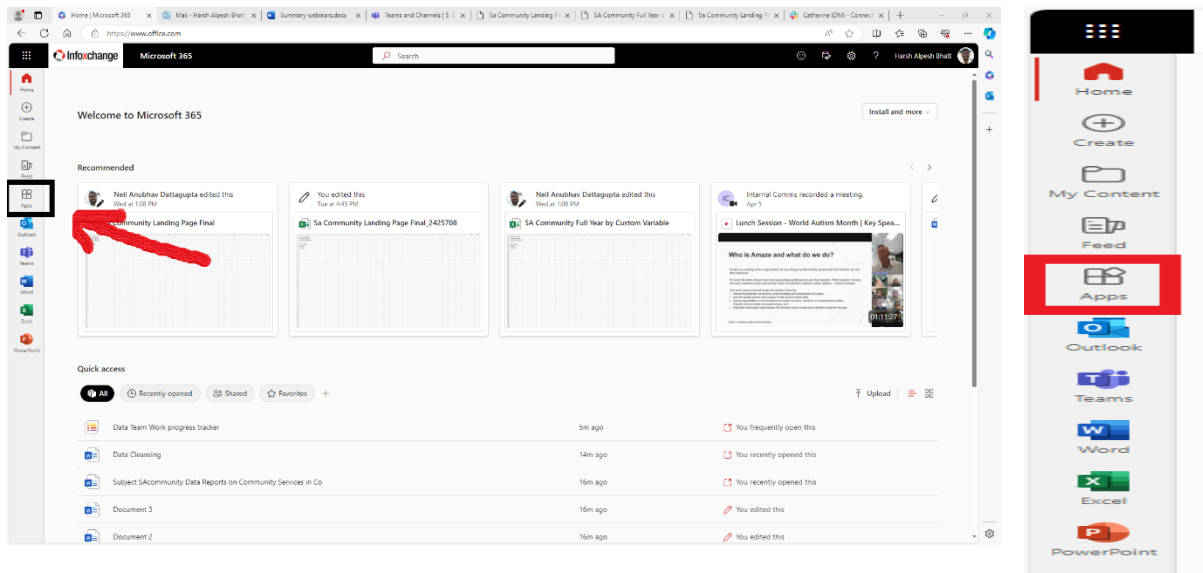 Home | Microsoft 365
Mail - Harsh Alpesh Bhatt
Summary webinars.docx
Teams and Channels | 5.
Sa Community Landing P
SA Community Full Year
Sa Community Landing P
Catherine (DM) - Connect
https://www.office.com
Infoxchange
Microsoft 365
Search
Harsh Alpesh Bhatt
Home
Create
My Content
Feed
Apps
Outlook
Teams
Word
Excel
PowerPoint
Welcome to Microsoft 365
Install and more
Recommended
Neil Anubhav Dattagupta edited this
Wed at 1:08 PM
Community Landing Page Final
You edited this
Tue at 4:43 PM
Sa Community Landing Page Final_2425708
Neil Anubhav Dattagupta edited this
Wed at 1:08 PM
SA Community Full Year by Custom Variable
IC
Internal Comms recorded a meeting.
Apr 5
Lunch Session - World Autism Month | Key Spea...
Who is Amaze and what do we do?
01:11:27
Quick access
All
Recently opened
Shared
Favorites
Upload
Data Team Work progress tracker
5m ago
You frequently open this
Data Cleansing
14m ago
You recently opened this
Subject SAcommunity Data Reports on Community Services in Co
16m ago
You recently opened this
Document 3
16m ago
You edited this
Document 2
16m ago
You edited this
Home
Create
My Content
Feed
Apps
Outlook
Teams
Word
Excel
PowerPoint